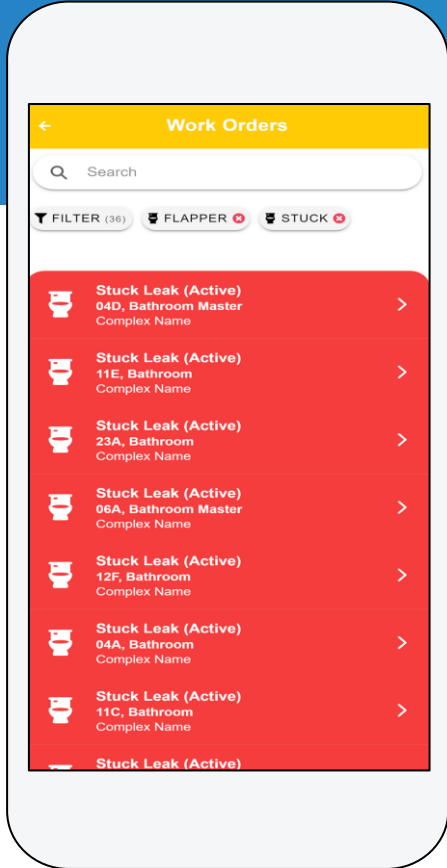 Work Orders
Search
FILTER (36) FLAPPER STUCK
Stuck Leak (Active)
04D, Bathroom Master
Complex Name
Stuck Leak (Active)
11E, Bathroom
Complex Name
Stuck Leak (Active)
23A, Bathroom
Complex Name
Stuck Leak (Active)
06A, Bathroom Master
Complex Name
Stuck Leak (Active)
12F, Bathroom
Complex Name
Stuck Leak (Active)
04A, Bathroom
Complex Name
Stuck Leak (Active)
11C, Bathroom
Complex Name
Stuck Leak (Active)